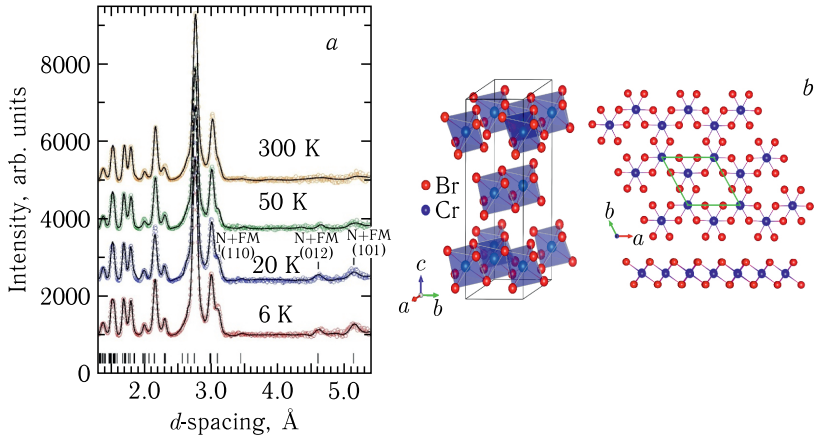 a
8000
6000
4000
2000
Intensity, arb. units
300 K
50 K
N+FM
(110)
N+FM
(012)
N+FM
(101)
20 K
6 K
2.0
3.0
4.0
5.0
d-spacing, Å
Br
Cr
c
a
b
b
b
a